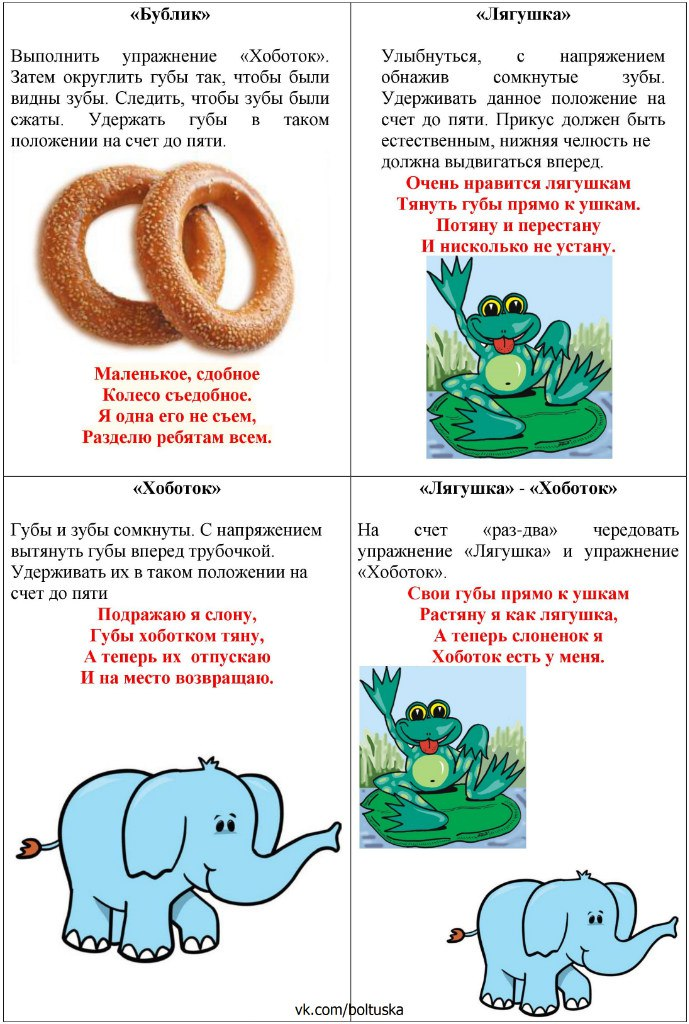 «Бублик»
Выполнить упражнение «Хоботок».
Затем округлить губы так, чтобы были
видны зубы. Следить, чтобы зубы были
сжаты. Удержать губы в таком
положении на счет до пяти.
Маленькое, сдобное
Колесо съедобное.
Я одна его не съем,
Разделю ребятам всем.
«Лягушка»
Улыбнуться, с напряжением
обнажив сомкнутые зубы.
Удерживать данное положение на
счет до пяти. Прикус должен быть
естественным, нижняя челюсть не
должна выдвигаться вперед.
Очень нравится лягушкам
Тянуть губы прямо к ушкам.
Потяну и перестану
И нисколько не устану.
«Хоботок»
Губы и зубы сомкнуты. С напряжением
вытянуть губы вперед трубочкой.
Удерживать их в таком положении на
счет до пяти
Подражаю я слону,
Губы хоботком тяну,
А теперь их отпускаю
И на место возвращаю.
«Лягушка» - «Хоботок»
На счет «раз-два» чередовать
упражнение «Лягушка» и упражнение
«Хоботок».
Свои губы прямо к ушкам
Растяну я как лягушка,
А теперь слоненок я
Хоботок есть у меня.
vk.com/boltuska